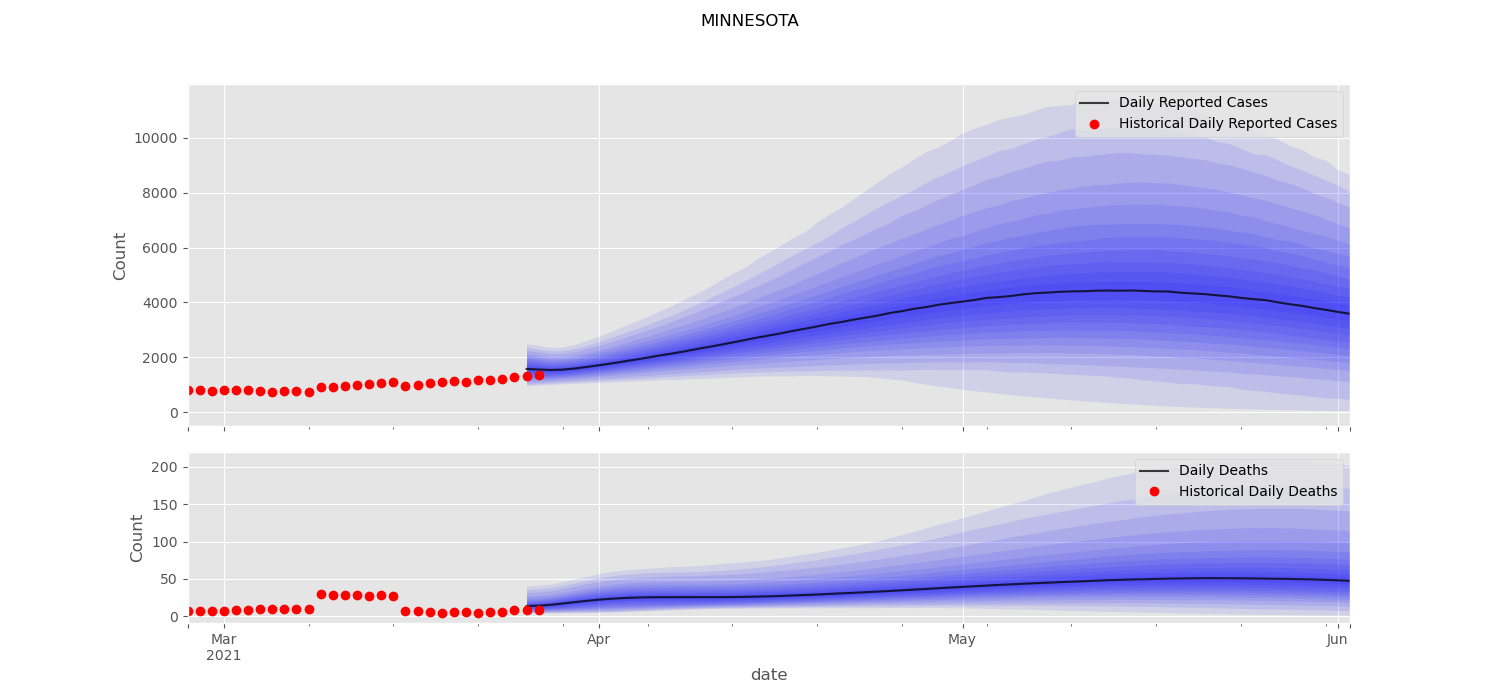 MINNESOTA
Daily Reported Cases
Historical Daily Reported Cases
10000
8000
6000
4000
2000
0
Count
Daily Deaths
Historical Daily Deaths
200
150
100
50
0
Count
Mar
2021
Apr
May
Jun
date